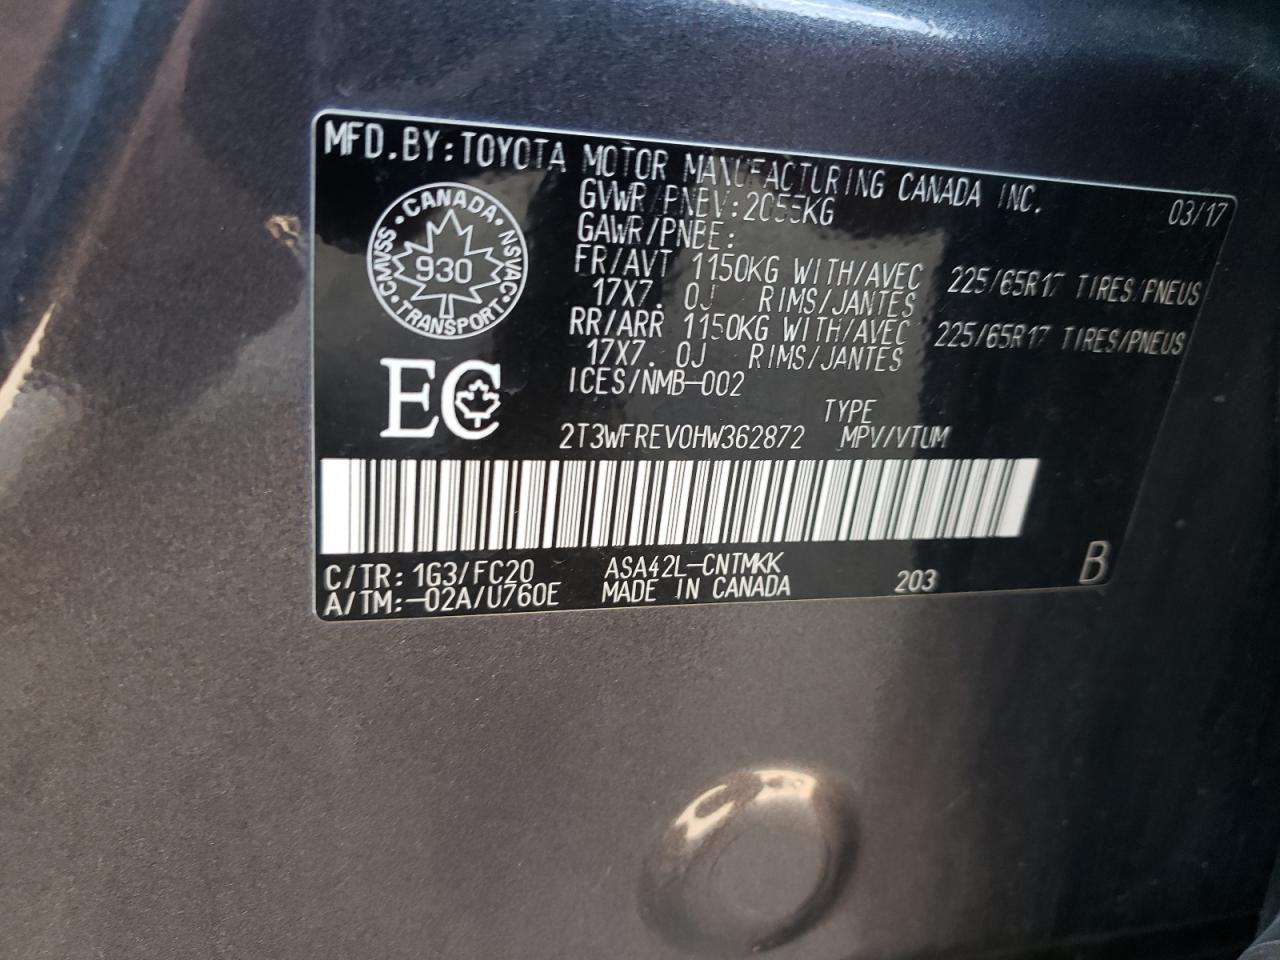 MFD.BY:TOYOTA MOTOR MANUFACTURING CANADA INC. 03/17
GVWR/PNBV:2055KG
GAWR/PNBE:
FR/AVT 1150KG WITH/AVEC 225/65R17 TIRES/PNEUS
17X7.0J RIMS/JANTES
RR/ARR 1150KG WITH/AVEC 225/65R17 TIRES/PNEUS
17X7.0J RIMS/JANTES
ICES/NMB-002
CANADA
CMVSS NSVAC
930
TRANSPORT
EC
TYPE
2T3WFREV0HW362872 MPV/VTUM
C/TR: 1G3/FC20 ASA42L-CNTMKK
A/TM:-02A/U760E MADE IN CANADA 203 B